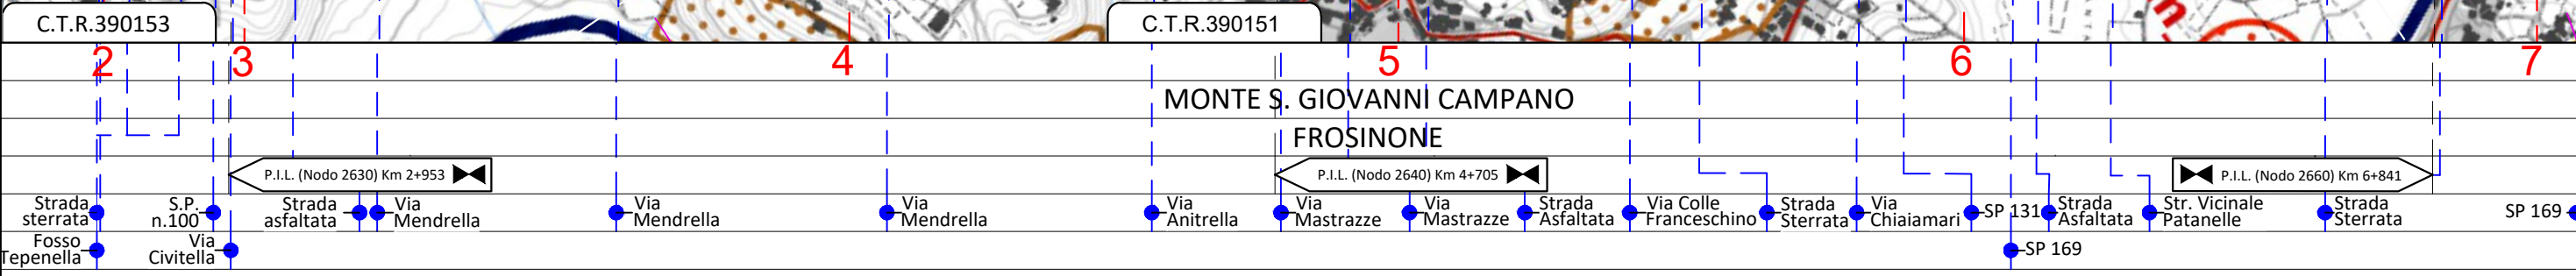 C.T.R.390153
C.T.R.390151
2 3 4 5 6 7
MONTE S. GIOVANNI CAMPANO
FROSINONE
P.I.L. (Nodo 2630) Km 2+953
P.I.L. (Nodo 2640) Km 4+705
P.I.L. (Nodo 2660) Km 6+841
Strada
sterrata
S.P.
n.100
Strada
asfaltata
Via
Mendrella
Via
Mendrella
Via
Mendrella
Via
Anitrella
Via
Mastrazze
Via
Mastrazze
Strada
Asfaltata
Via Colle
Franceschino
Strada
Sterrata
Via
Chiaiamari
SP 131
Strada
Asfaltata
Str. Vicinale
Patanelle
Strada
Sterrata
SP 169
Fosso
Tepenella
Via
Civitella
SP 169